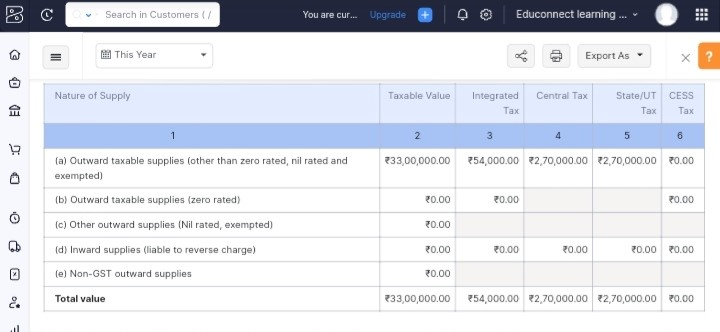 Search in Customers ( /
You are cur... Upgrade
Educonnect learning ...
This Year
Export As
?
Nature of Supply Taxable Value Integrated Tax Central Tax State/UT Tax CESS Tax
1 2 3 4 5 6
(a) Outward taxable supplies (other than zero rated, nil rated and exempted) ₹33,00,000.00 ₹54,000.00 ₹2,70,000.00 ₹2,70,000.00 ₹0.00
(b) Outward taxable supplies (zero rated) ₹0.00 ₹0.00 ₹0.00
(c) Other outward supplies (Nil rated, exempted) ₹0.00
(d) Inward supplies (liable to reverse charge) ₹0.00 ₹0.00 ₹0.00 ₹0.00 ₹0.00
(e) Non-GST outward supplies ₹0.00
Total value ₹33,00,000.00 ₹54,000.00 ₹2,70,000.00 ₹2,70,000.00 ₹0.00